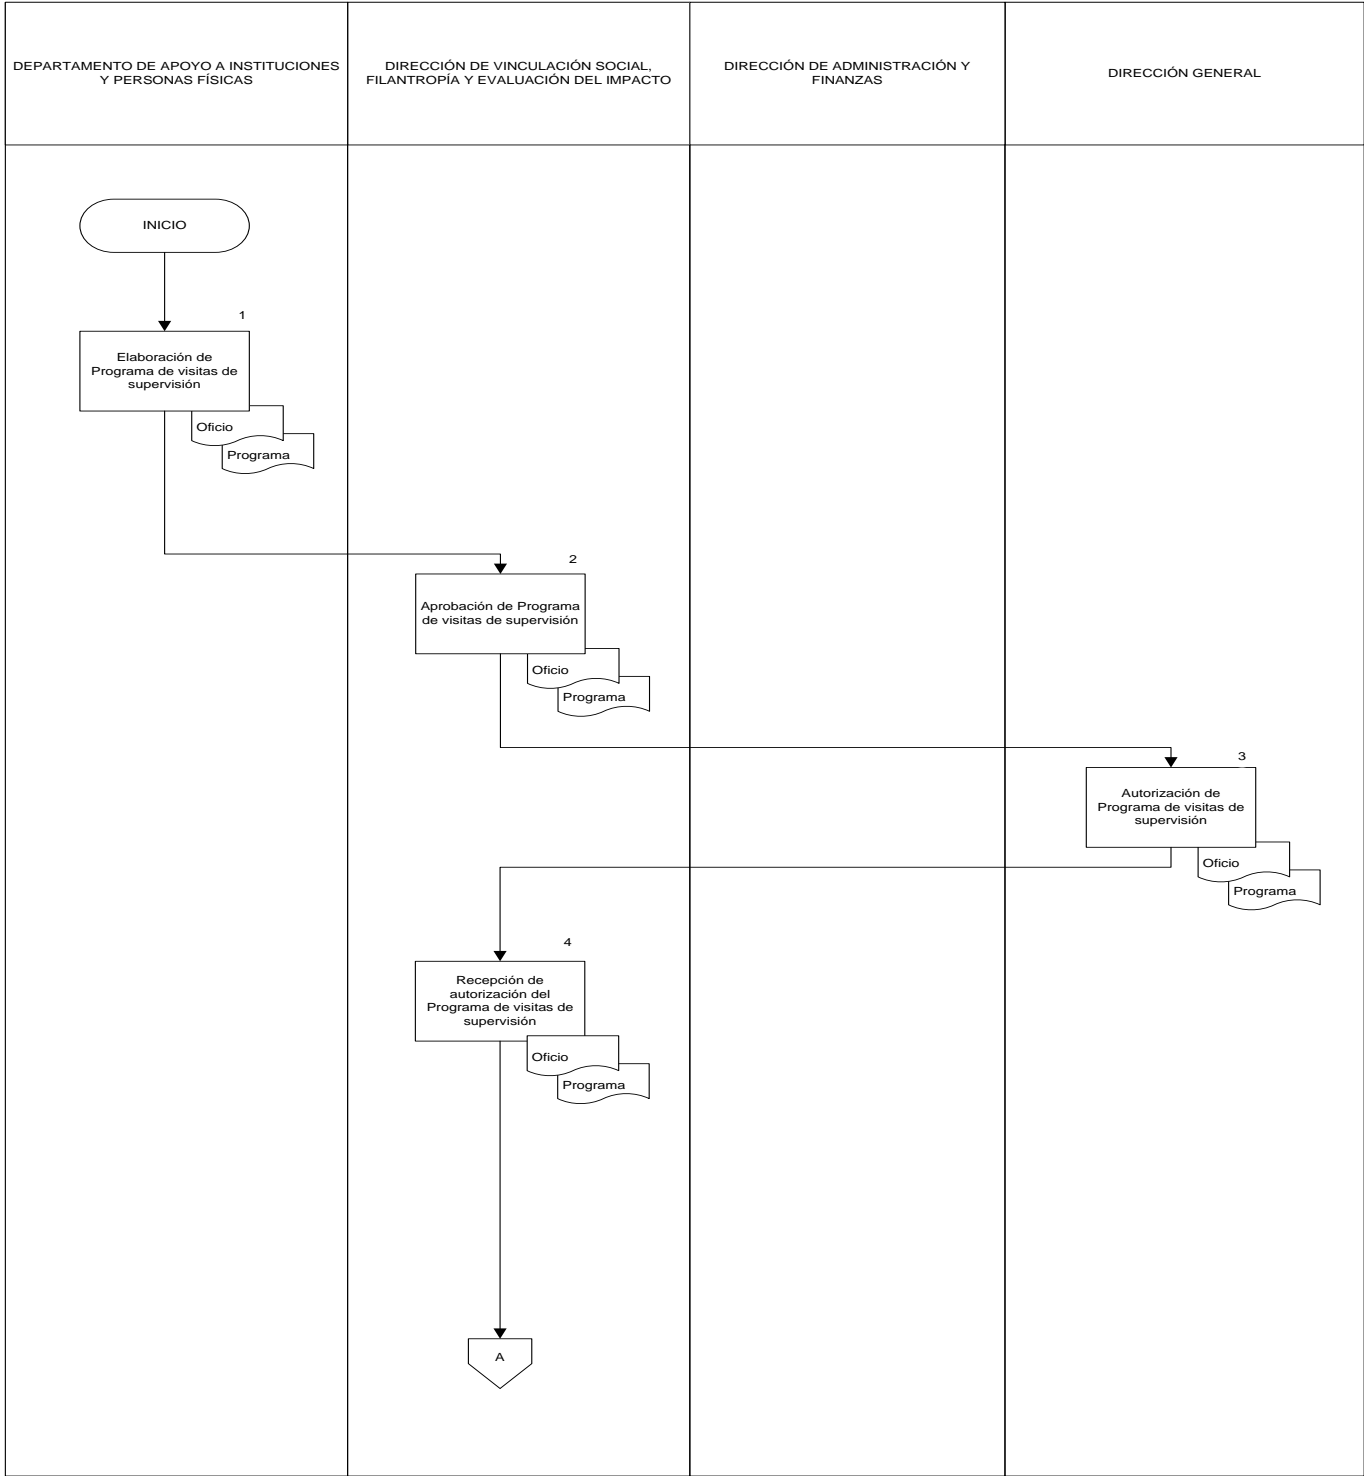 DEPARTAMENTO DE APOYO A INSTITUCIONES
Y PERSONAS FÍSICAS
DIRECCIÓN DE VINCULACIÓN SOCIAL,
FILANTROPÍA Y EVALUACIÓN DEL IMPACTO
DIRECCIÓN DE ADMINISTRACIÓN Y
FINANZAS
DIRECCIÓN GENERAL
INICIO
1
Elaboración de
Programa de visitas de
supervisión
Oficio
Programa
2
Aprobación de Programa
de visitas de supervisión
Oficio
Programa
3
Autorización de
Programa de visitas de
supervisión
Oficio
Programa
4
Recepción de
autorización del
Programa de visitas de
supervisión
Oficio
Programa
A